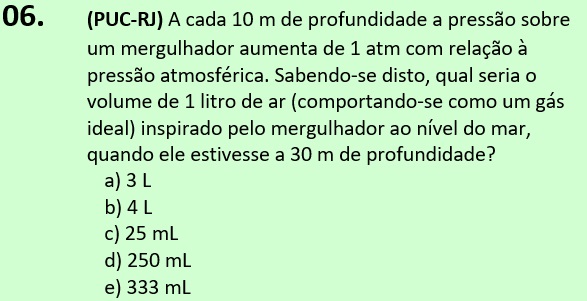 06. (PUC-RJ) A cada 10 m de profundidade a pressão sobre
um mergulhador aumenta de 1 atm com relação à
pressão atmosférica. Sabendo-se disto, qual seria o
volume de 1 litro de ar (comportando-se como um gás
ideal) inspirado pelo mergulhador ao nível do mar,
quando ele estivesse a 30 m de profundidade?
a) 3 L
b) 4 L
c) 25 mL
d) 250 mL
e) 333 mL